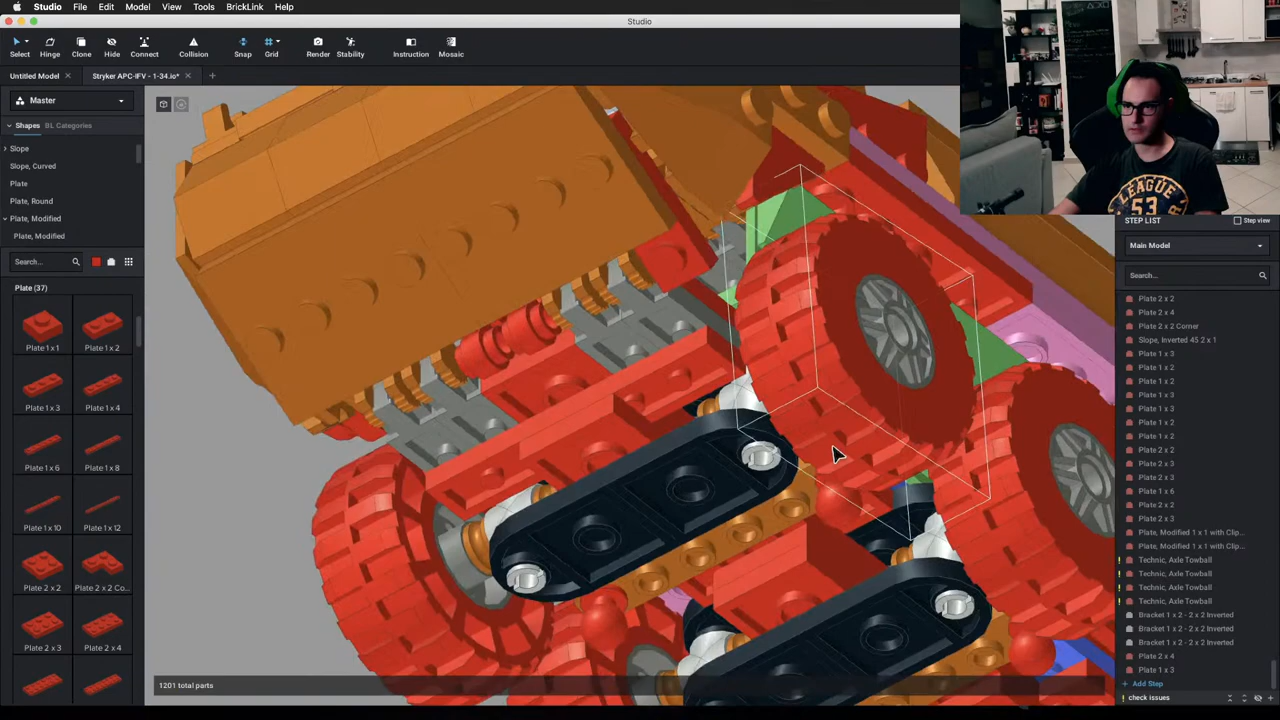 Studio File Edit Model View Tools BrickLink Help
Studio
Select Hinge Clone Hide Connect Collision Snap Grid Render Stability Instruction Mosaic
Untitled Model Stryker APC-IFV - 1-34.io*
Master
Shapes BL Categories
Slope
Slope, Curved
Plate
Plate, Round
Plate, Modified
Plate, Modified
Search...
Plate (37)
Plate 1 x 1 Plate 1 x 2
Plate 1 x 3 Plate 1 x 4
Plate 1 x 6 Plate 1 x 8
Plate 1 x 10 Plate 1 x 12
Plate 2 x 2 Plate 2 x 2 Co...
Plate 2 x 3 Plate 2 x 4
1201 total parts
LEAGUE
53
STEP LIST Step view
Main Model
Search...
Plate 2 x 2
Plate 2 x 4
Plate 2 x 2 Corner
Slope, Inverted 45 2 x 1
Plate 1 x 3
Plate 1 x 2
Plate 1 x 2
Plate 1 x 3
Plate 1 x 3
Plate 1 x 2
Plate 1 x 2
Plate 2 x 2
Plate 2 x 3
Plate 2 x 3
Plate 1 x 6
Plate 2 x 2
Plate 2 x 3
Plate, Modified 1 x 1 with Clip...
Plate, Modified 1 x 1 with Clip...
Technic, Axle Towball
Technic, Axle Towball
Technic, Axle Towball
Technic, Axle Towball
Bracket 1 x 2 - 2 x 2 Inverted
Bracket 1 x 2 - 2 x 2 Inverted
Bracket 1 x 2 - 2 x 2 Inverted
Plate 2 x 4
Plate 1 x 3
+ Add Step
check issues